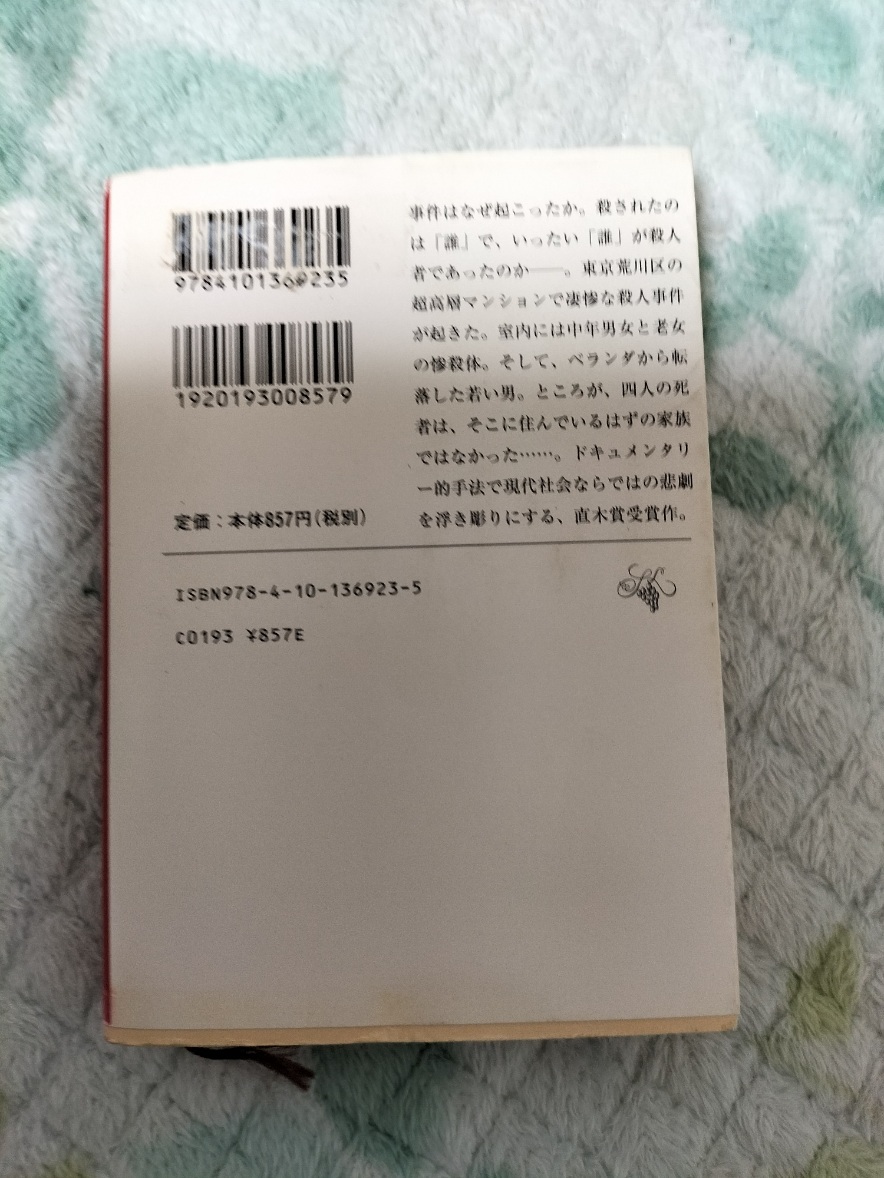 9784101369235
1920193008579
定価：本体857円(税別)
事件はなぜ起こったか。殺されたの
は「誰」で、いったい「誰」が殺人
者であったのか——。東京荒川区の
超高層マンションで凄惨な殺人事件
が起きた。室内には中年男女と老女
の惨殺体。そして、ベランダから転
落した若い男。ところが、四人の死
者は、そこに住んでいるはずの家族
ではなかった……。ドキュメンタリ
ー的手法で現代社会ならではの悲劇
を浮き彫りにする、直木賞受賞作。
ISBN978-4-10-136923-5
C0193 ¥857E